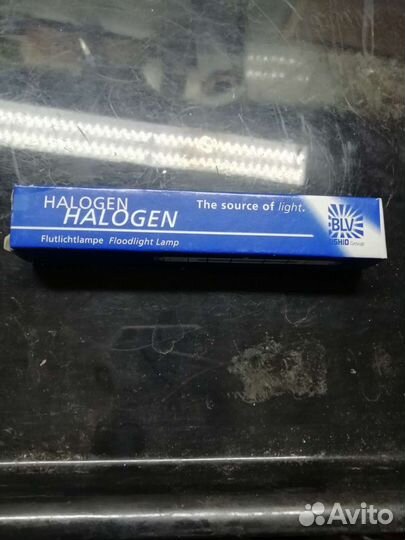 HALOGEN
HALOGEN
Flutlichtlampe Floodlight Lamp
The source of light.
BLV
USHIO GROUP
Avito